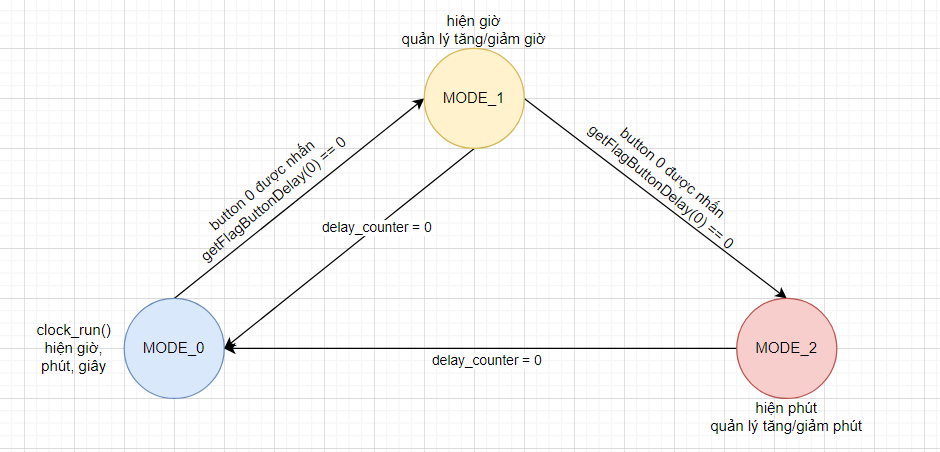 hiện giờ
quản lý tăng/giảm giờ
MODE_1
button 0 được nhấn
getFlagButtonDelay(0) == 0
button 0 được nhấn
getFlagButtonDelay(0) == 0
delay_counter = 0
clock_run()
hiện giờ,
phút, giây
MODE_0
delay_counter = 0
MODE_2
hiện phút
quản lý tăng/giảm phút